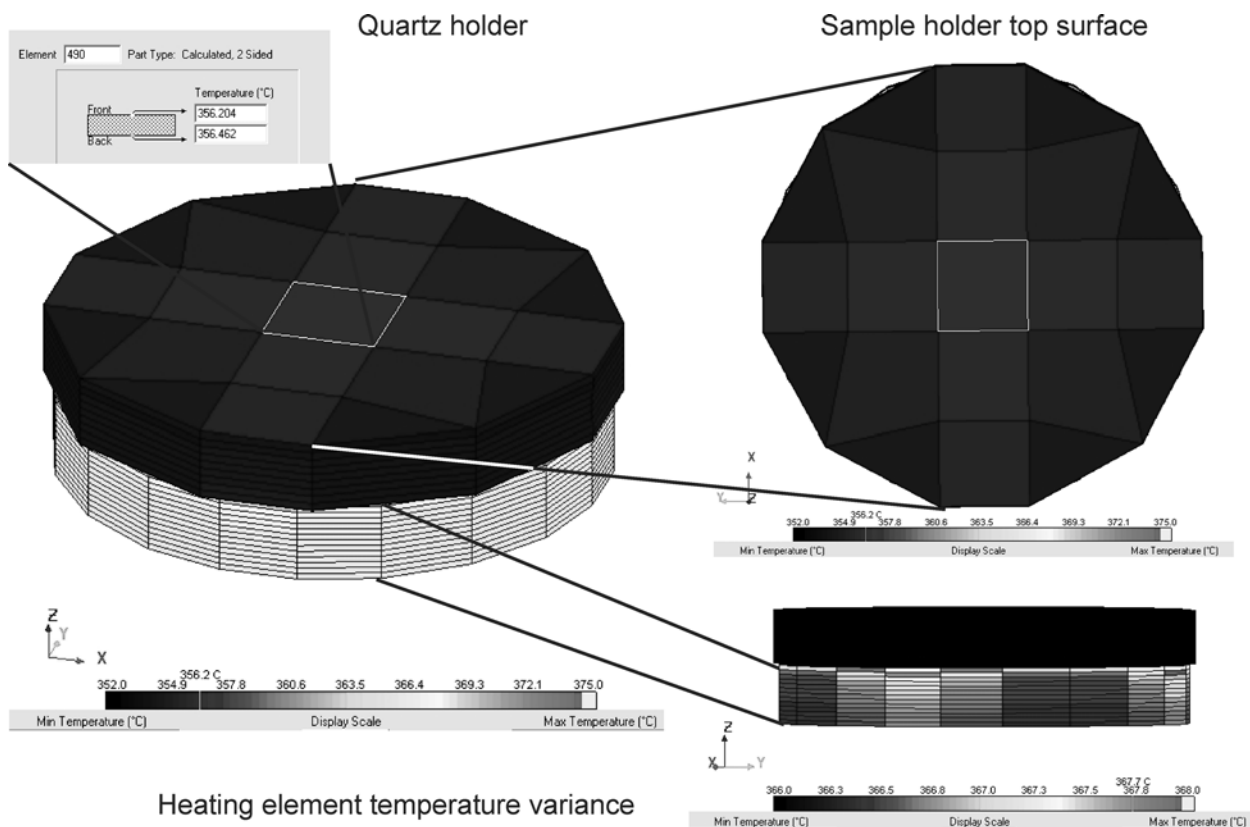 Quartz holder
Sample holder top surface
Element 490 Part Type: Calculated, 2 Sided
Temperature (°C)
Front 356.204
Back 356.462
X
Y Z
356.2 C
352.0 354.9 357.8 360.6 363.5 366.4 369.3 372.1 375.0
Min Temperature (°C) Display Scale Max Temperature (°C)
Z
Y
X
356.2 C
352.0 354.9 357.8 360.6 363.5 366.4 369.3 372.1 375.0
Min Temperature (°C) Display Scale Max Temperature (°C)
Z
X Y
367.7 C
366.0 366.3 366.5 366.8 367.0 367.3 367.5 367.8 368.0
Min Temperature (°C) Display Scale Max Temperature (°C)
Heating element temperature variance